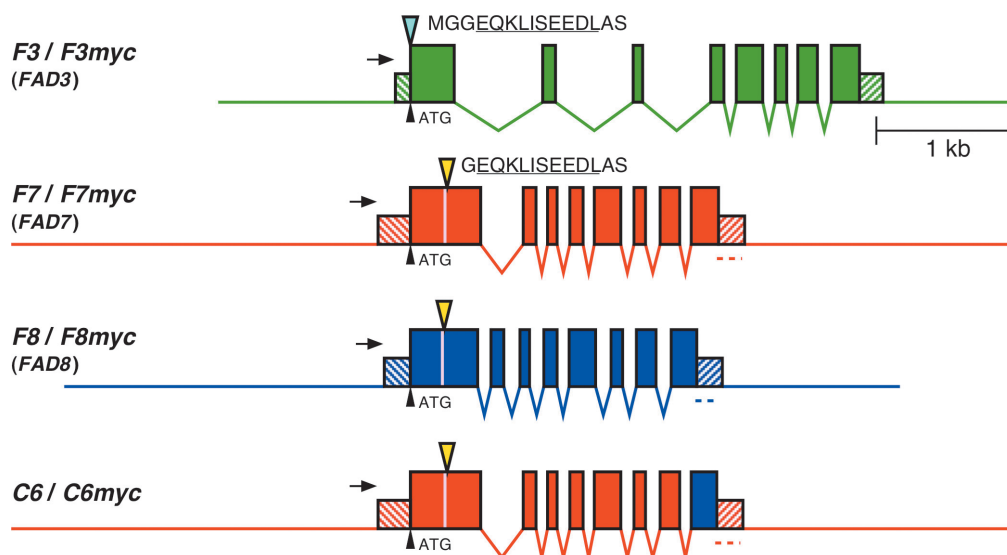 F3 / F3myc
(FAD3)
MGGEQKLISEEDLAS
ATG
1 kb
F7 / F7myc
(FAD7)
GEQKLISEEDLAS
ATG
F8 / F8myc
(FAD8)
ATG
C6 / C6myc
ATG